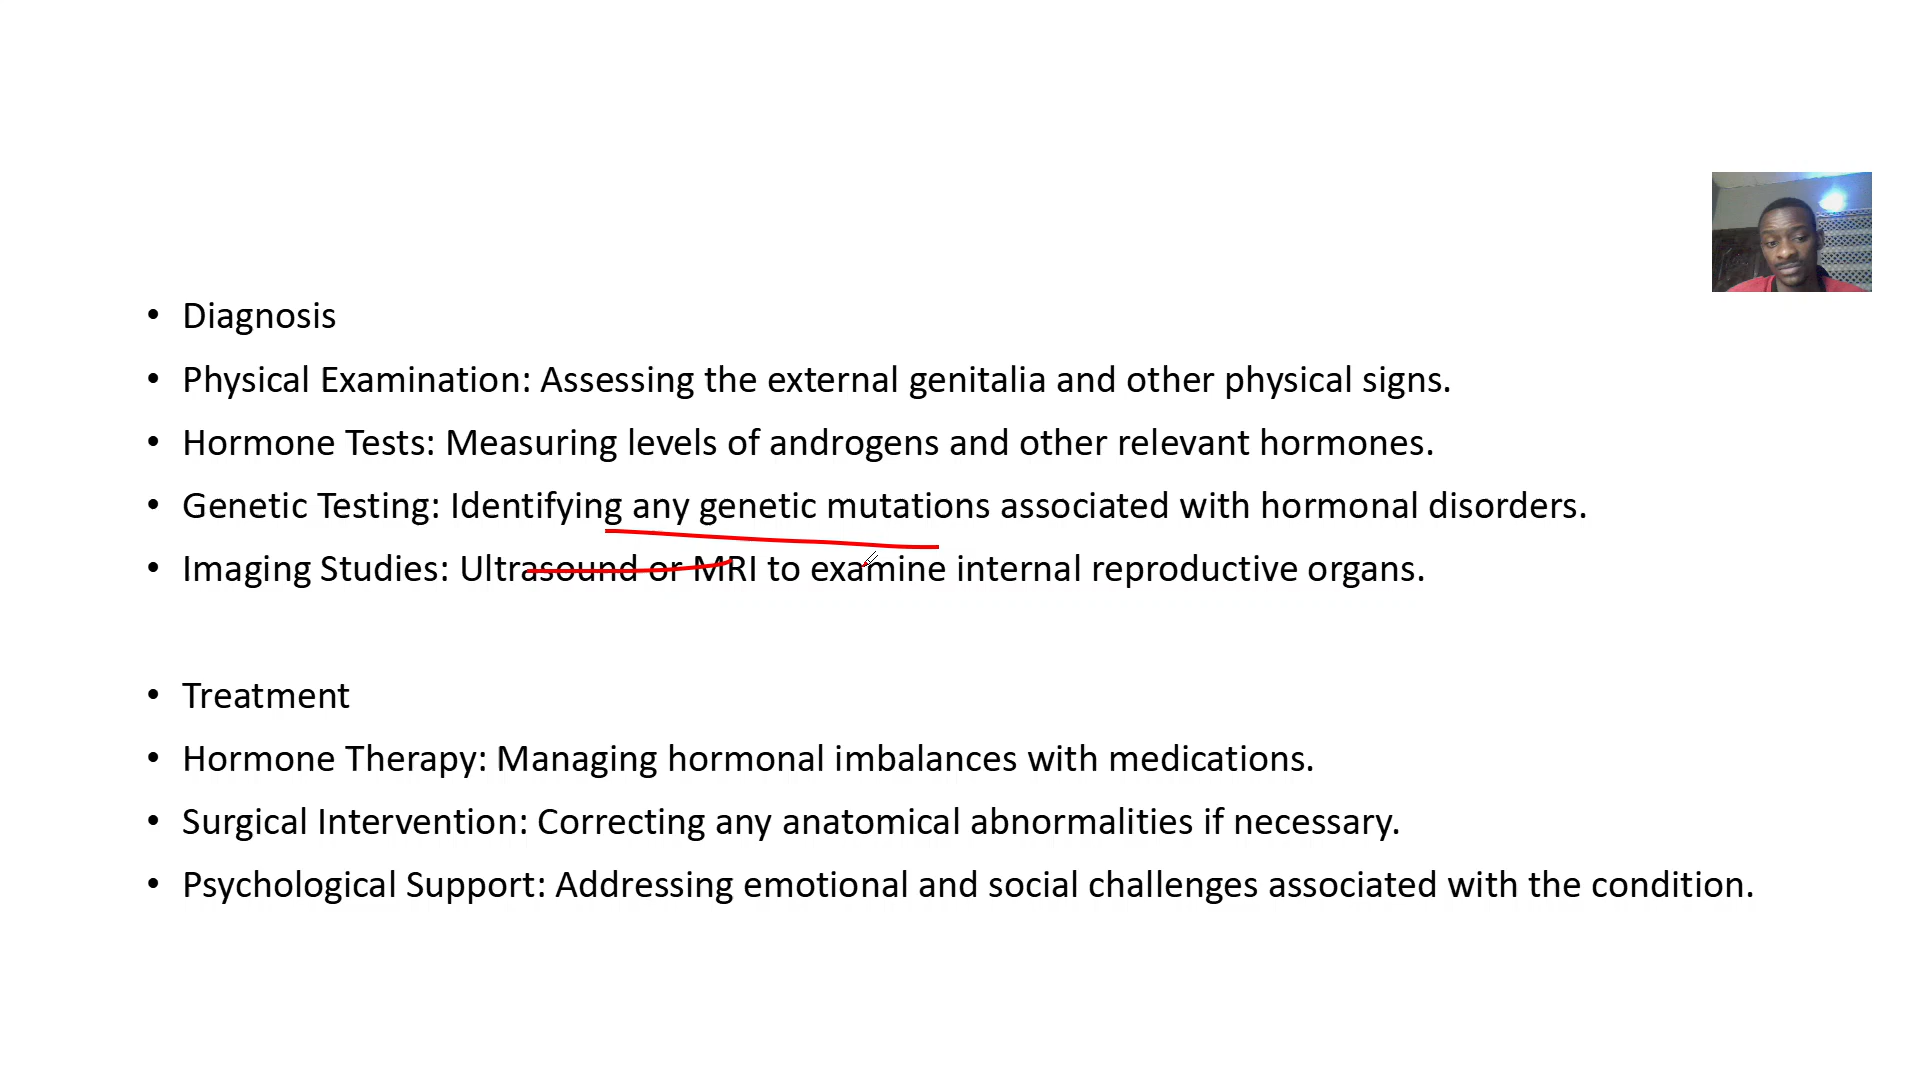 • Diagnosis
• Physical Examination: Assessing the external genitalia and other physical signs.
• Hormone Tests: Measuring levels of androgens and other relevant hormones.
• Genetic Testing: Identifying any genetic mutations associated with hormonal disorders.
• Imaging Studies: Ultrasound or MRI to examine internal reproductive organs.
• Treatment
• Hormone Therapy: Managing hormonal imbalances with medications.
• Surgical Intervention: Correcting any anatomical abnormalities if necessary.
• Psychological Support: Addressing emotional and social challenges associated with the condition.